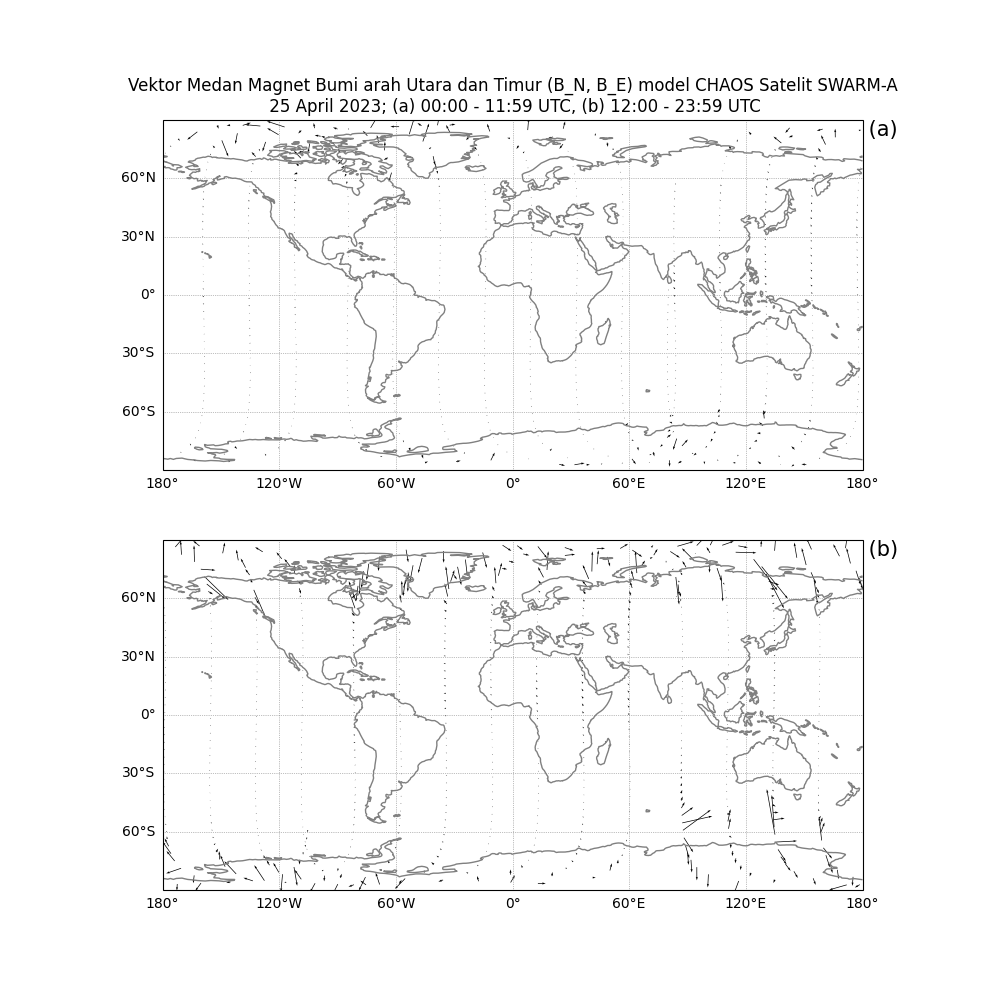 Vektor Medan Magnet Bumi arah Utara dan Timur (B_N, B_E) model CHAOS Satelit SWARM-A
25 April 2023; (a) 00:00 - 11:59 UTC, (b) 12:00 - 23:59 UTC
(a)
60°N
30°N
0°
30°S
60°S
180° 120°W 60°W 0° 60°E 120°E 180°
(b)
60°N
30°N
0°
30°S
60°S
180° 120°W 60°W 0° 60°E 120°E 180°